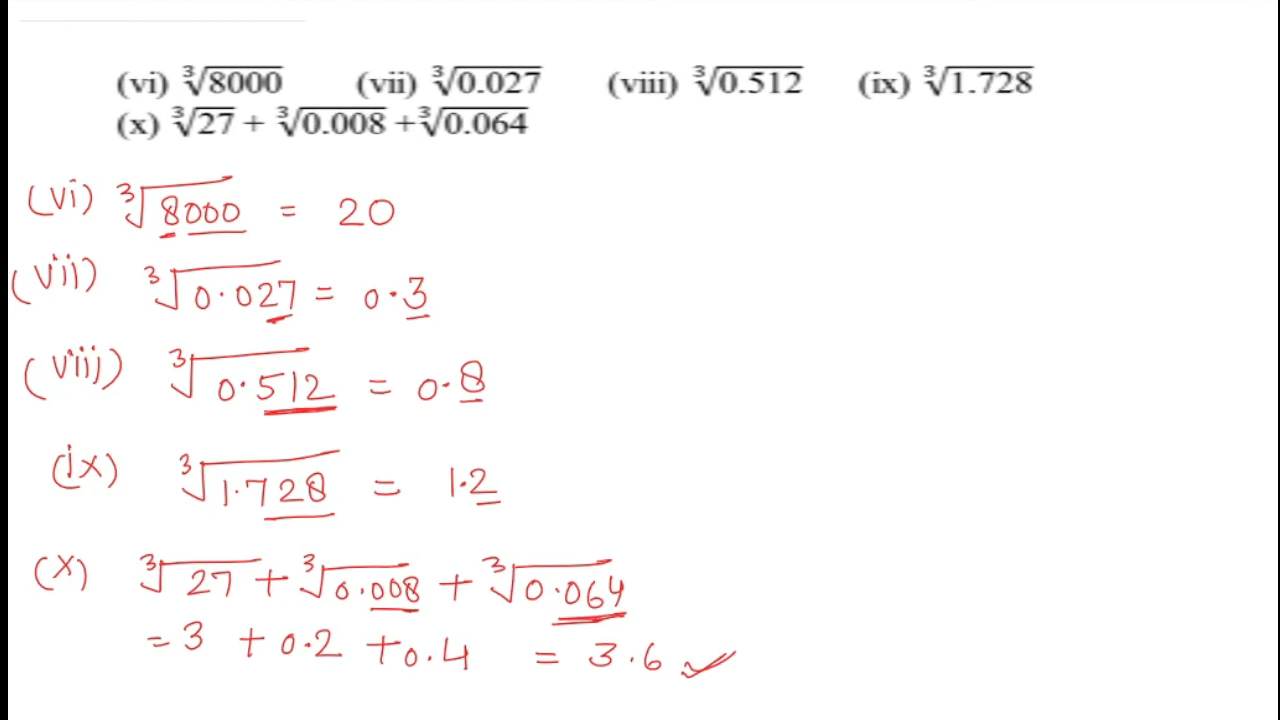 (vi) ∛8000 (vii) ∛0.027 (viii) ∛0.512 (ix) ∛1.728
(x) ∛27 + ∛0.008 +∛0.064
(vi) ∛8000 = 20
(vii) ∛0.027 = 0.3
(viii) ∛0.512 = 0.8
(ix) ∛1.728 = 1.2
(x) ∛27 + ∛0.008 + ∛0.064
= 3 + 0.2 + 0.4 = 3.6 ✓